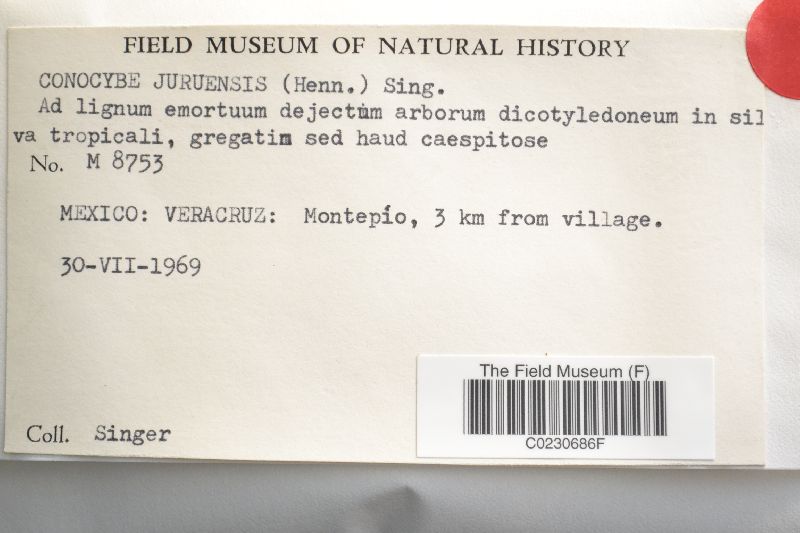 FIELD MUSEUM OF NATURAL HISTORY
CONOCYBE JURUENSIS (Henn.) Sing.
Ad lignum emortuum dejectum arborum dicotyledoneum in sil
va tropicali, gregatim sed haud caespitose
No. M 8753
MEXICO: VERACRUZ: Montepío, 3 km from village.
30-VII-1969
The Field Museum (F)
C0230686F
Coll. Singer